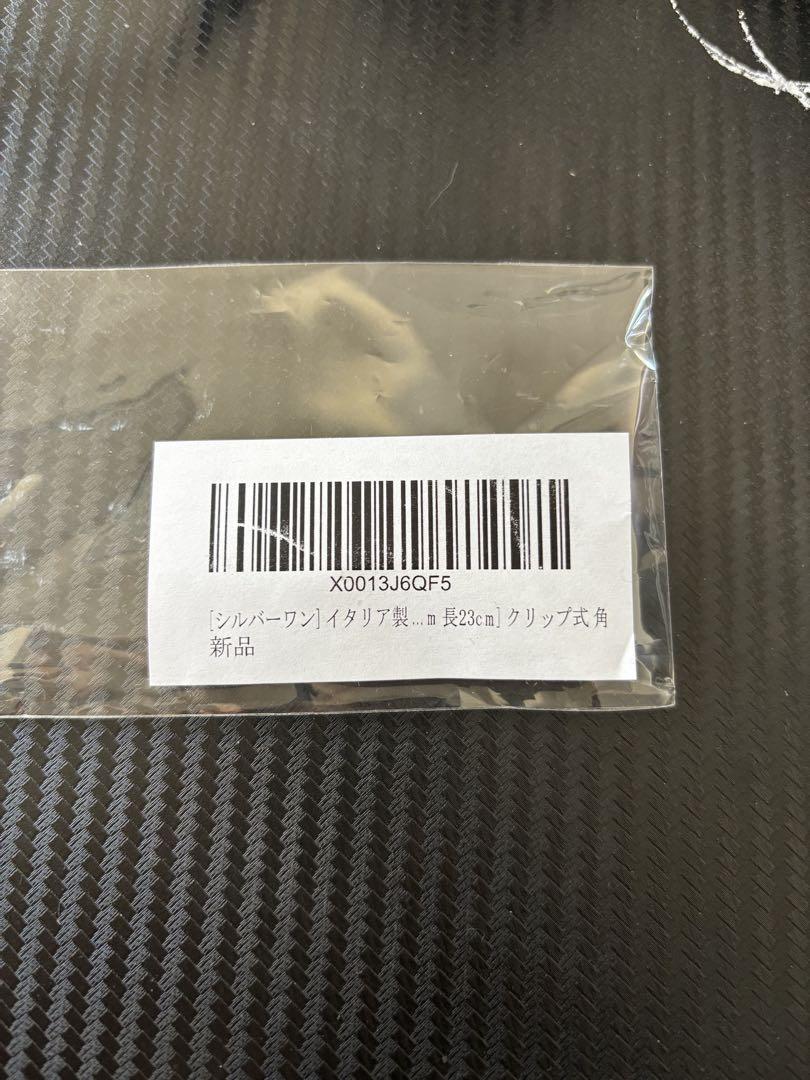 X0013J6QF5
[シルバーワン] イタリア製...m 長23cm] クリップ式 角
新品